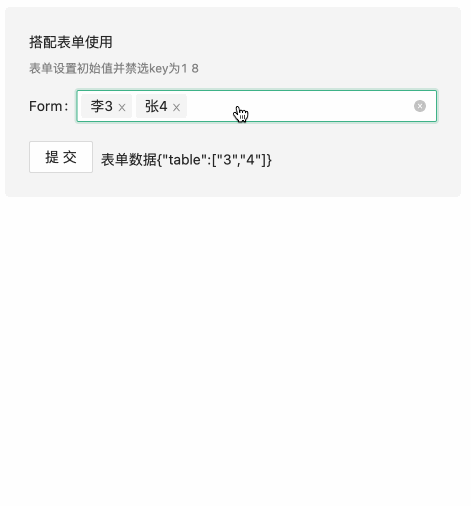 搭配表单使用
表单设置初始值并禁选key为1 8
Form: 李3 x 张4 x
提 交 表单数据{"table":["3","4"]}